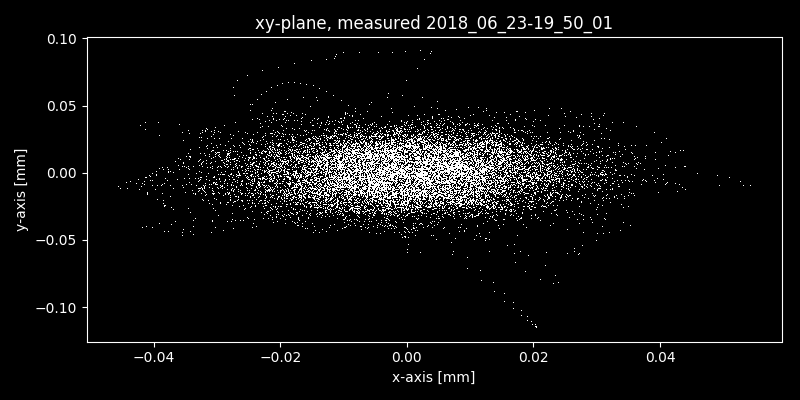 xy-plane, measured 2018_06_23-19_50_01
y-axis [mm]
0.10
0.05
0.00
−0.05
−0.10
−0.04 −0.02 0.00 0.02 0.04
x-axis [mm]